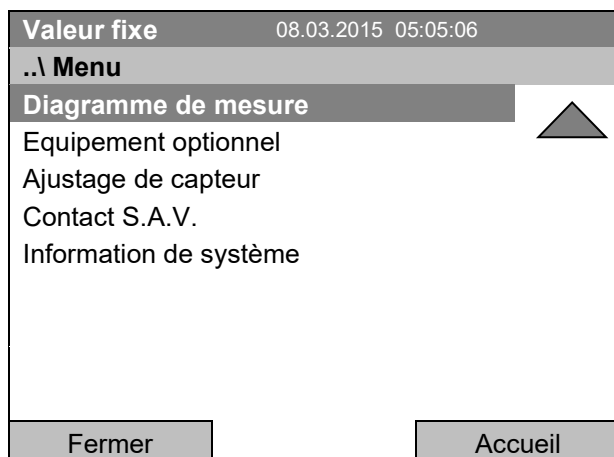 Valeur fixe 08.03.2015 05:05:06
..\ Menu
Diagramme de mesure
Equipement optionnel
Ajustage de capteur
Contact S.A.V.
Information de système
Fermer Accueil